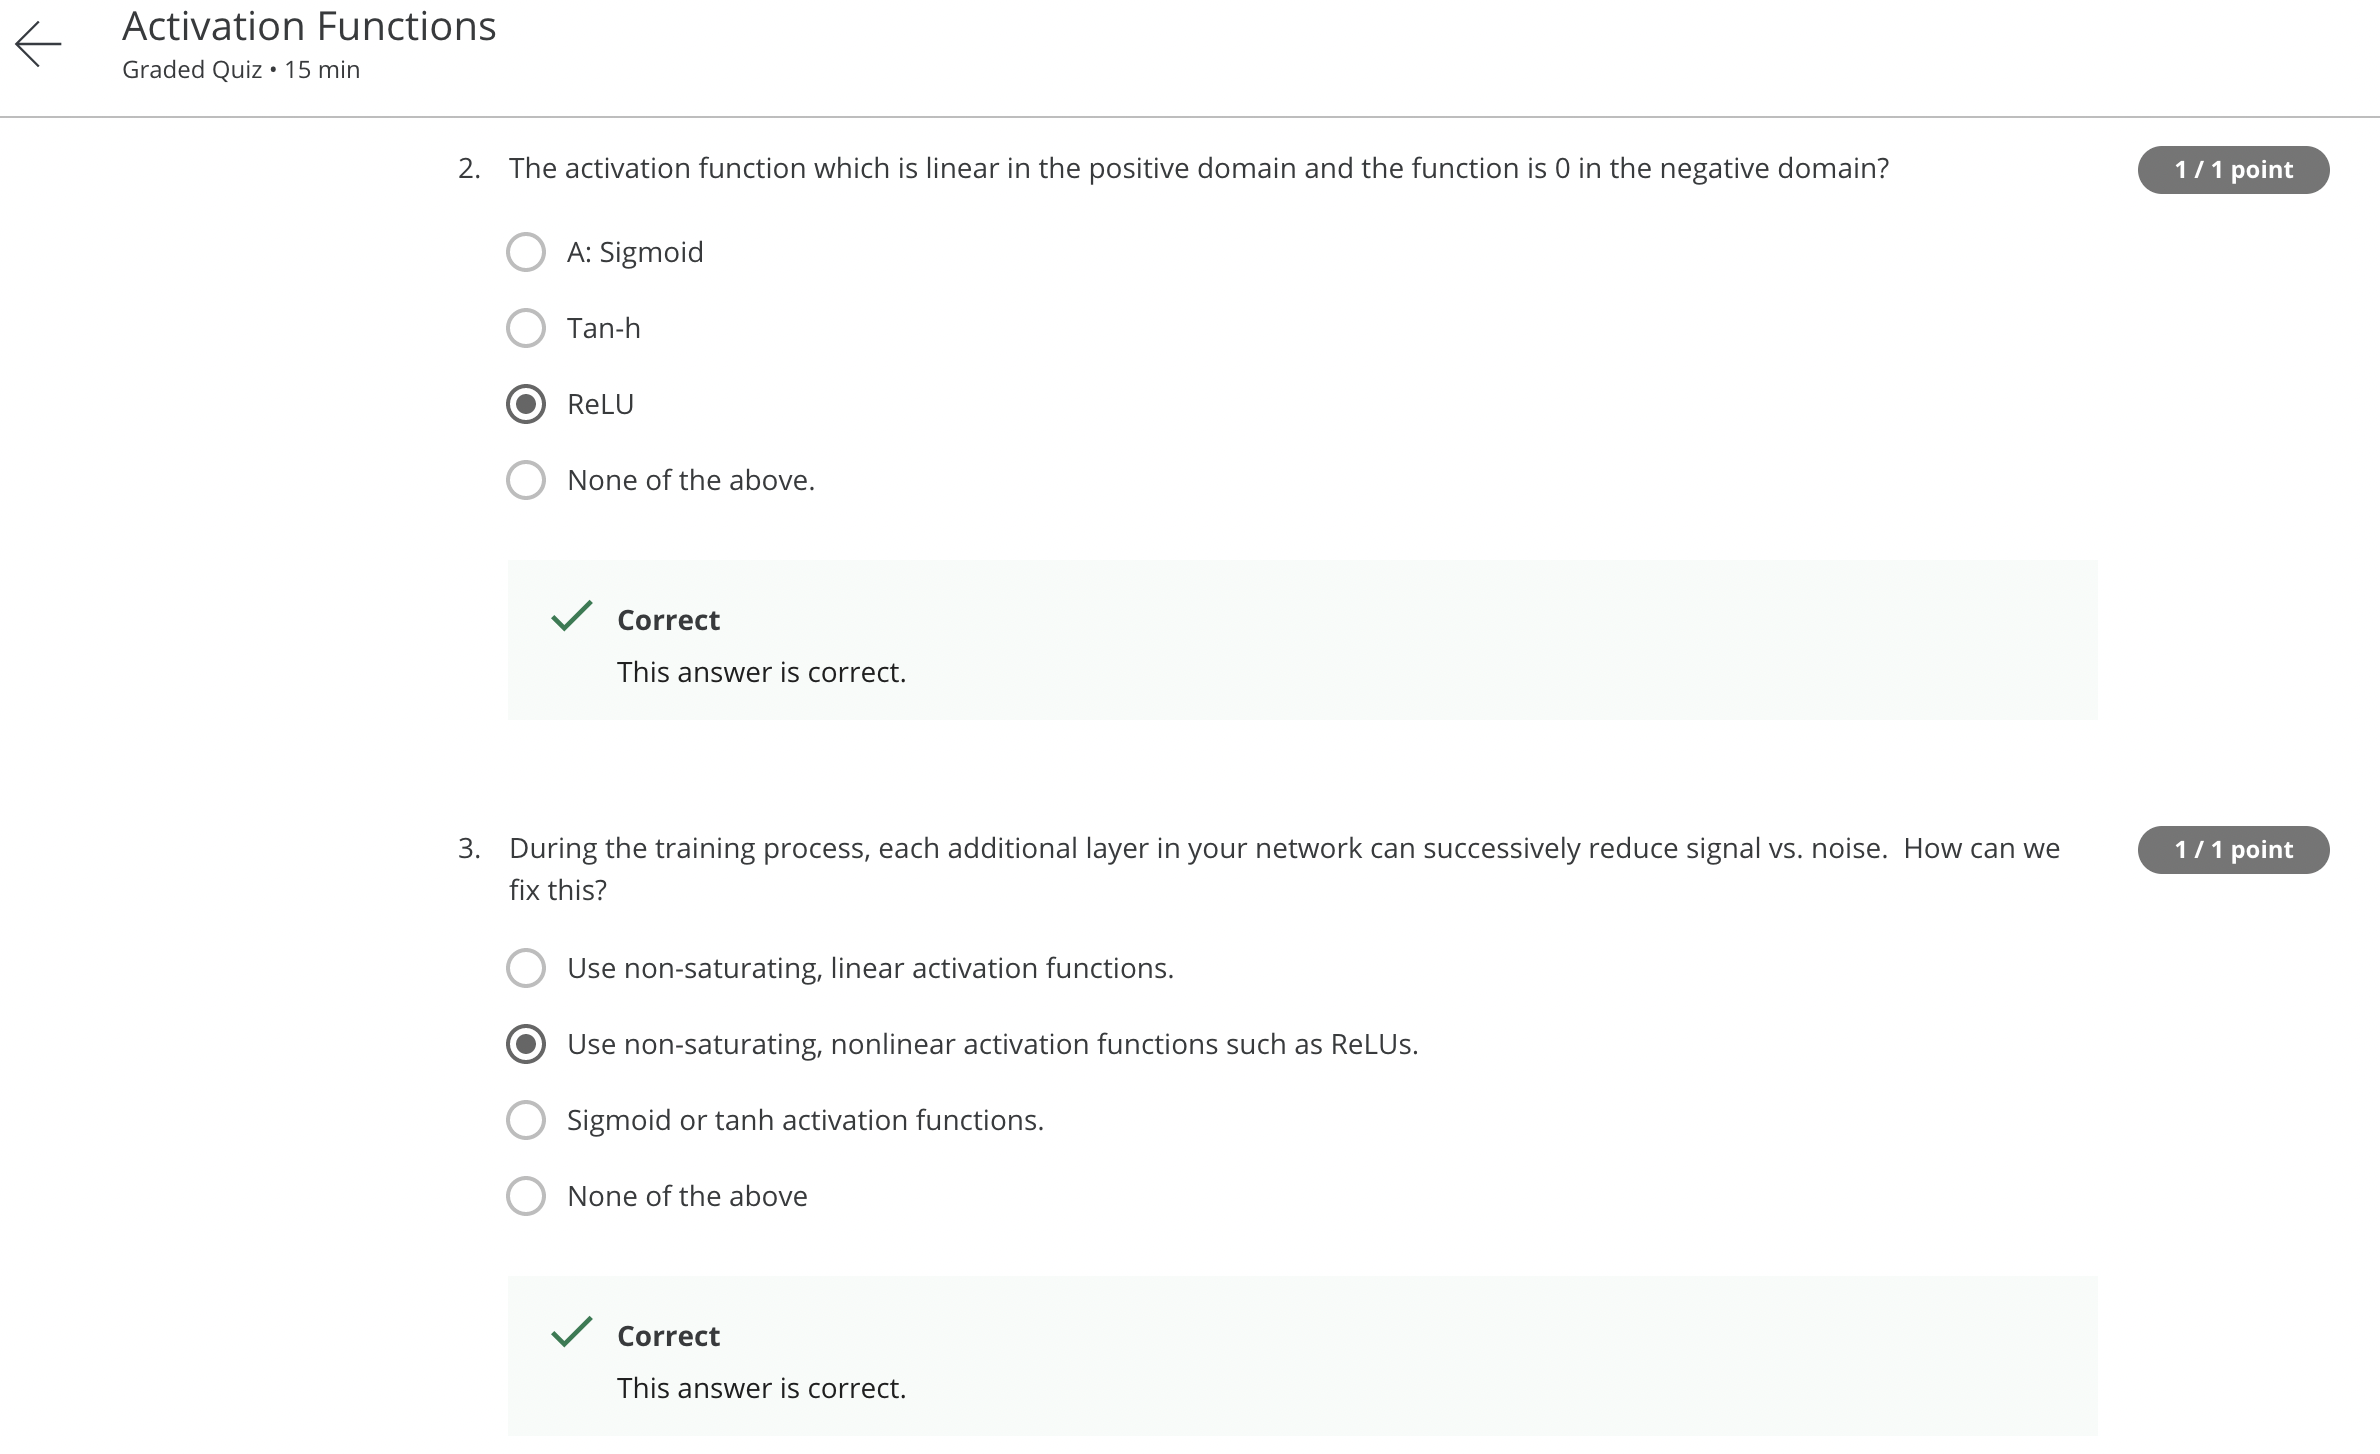 Activation Functions
Graded Quiz • 15 min
2. The activation function which is linear in the positive domain and the function is 0 in the negative domain?
1 / 1 point
A: Sigmoid
Tan-h
ReLU
None of the above.
Correct
This answer is correct.
3. During the training process, each additional layer in your network can successively reduce signal vs. noise. How can we
fix this?
1 / 1 point
Use non-saturating, linear activation functions.
Use non-saturating, nonlinear activation functions such as ReLUs.
Sigmoid or tanh activation functions.
None of the above
Correct
This answer is correct.